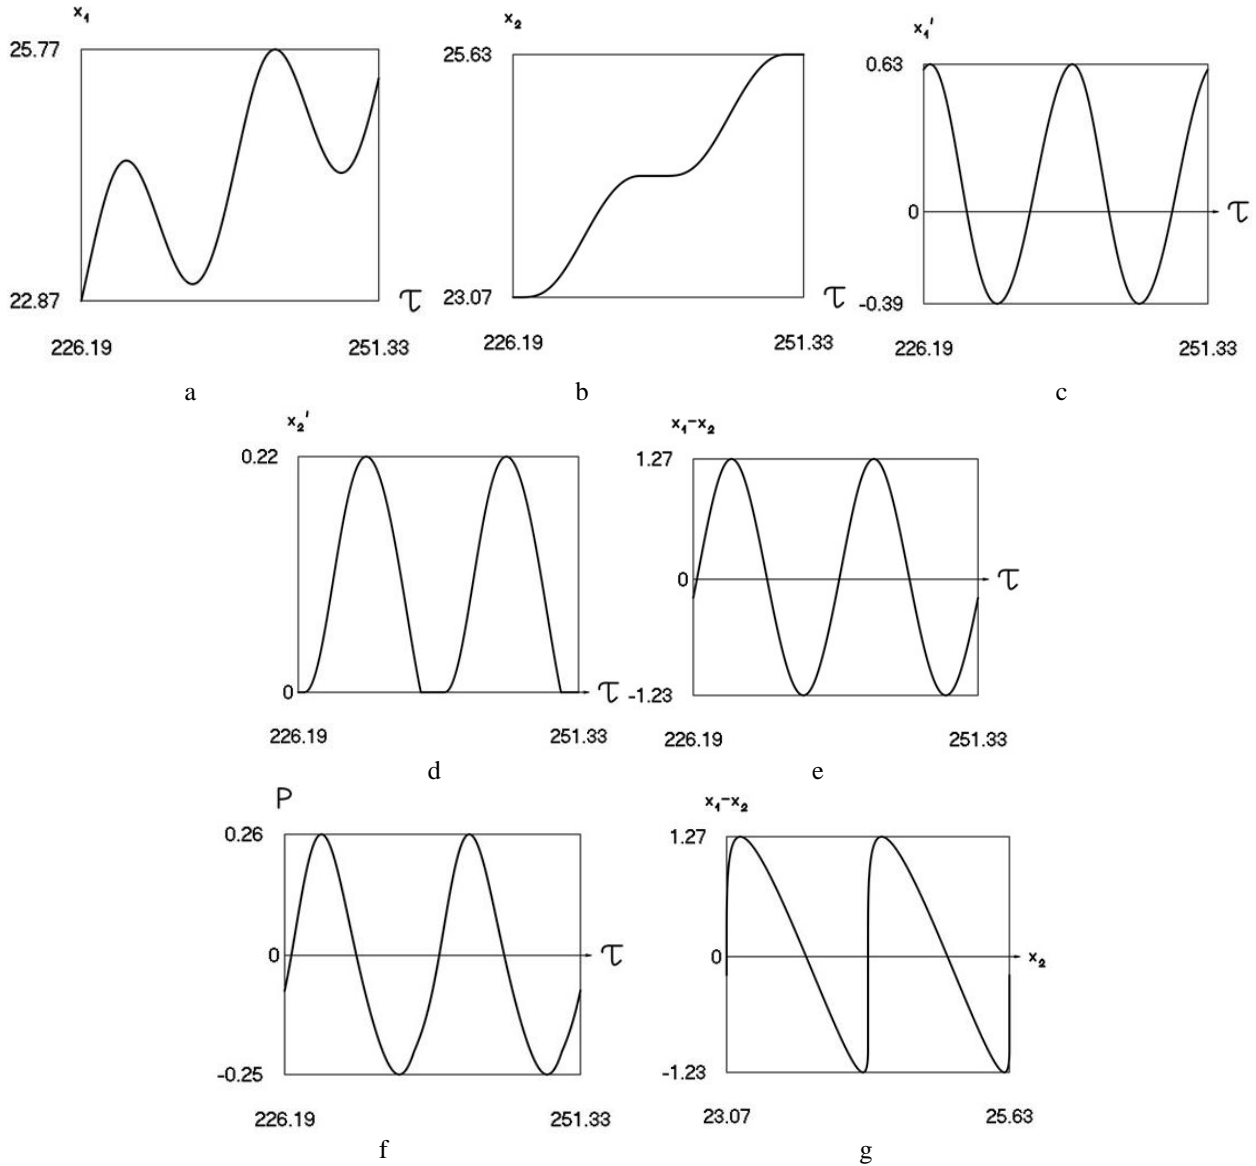 x₁
25.77
22.87
τ
226.19 251.33
a
x₂
25.63
23.07
τ
226.19 251.33
b
x₁'
0.63
0
τ
-0.39
226.19 251.33
c
x₂'
0.22
0
τ
226.19 251.33
d
x₁-x₂
1.27
0
τ
-1.23
226.19 251.33
e
P
0.26
0
τ
-0.25
226.19 251.33
f
x₁-x₂
1.27
0
x₂
-1.23
23.07 25.63
g